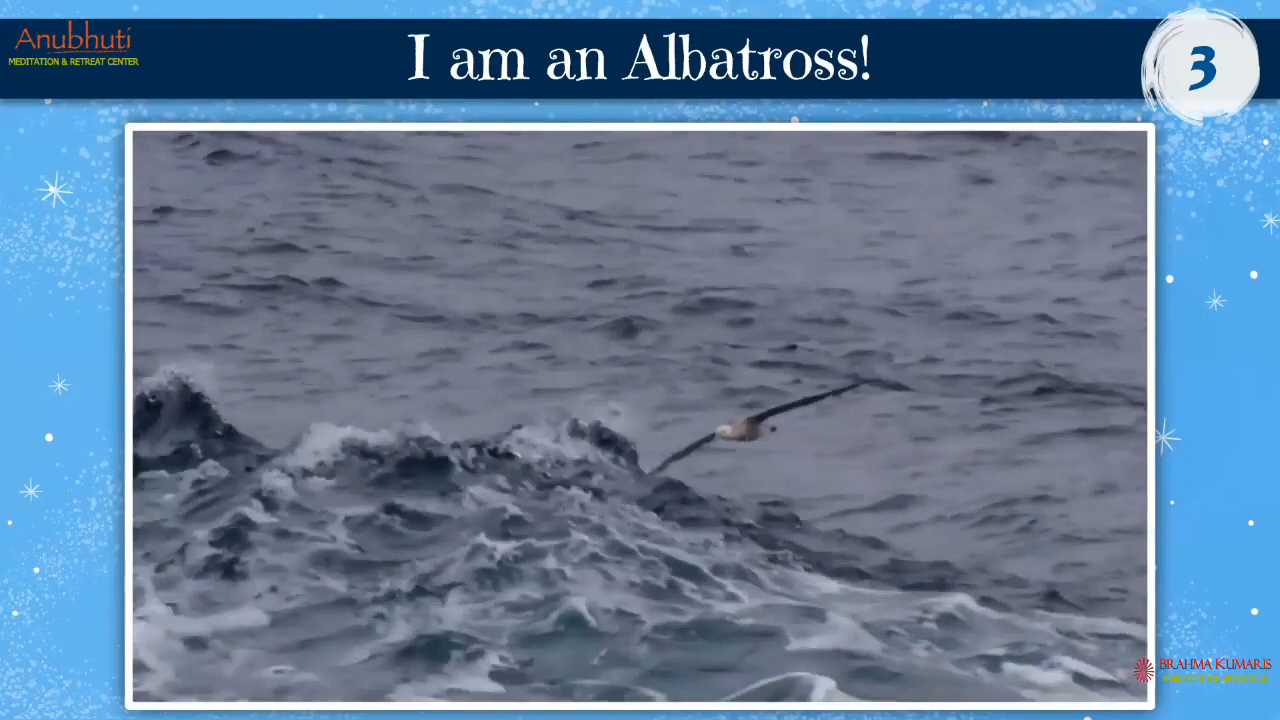 Anubhuti
MEDITATION & RETREAT CENTER
I am an Albatross!
3
BRAHMA KUMARIS